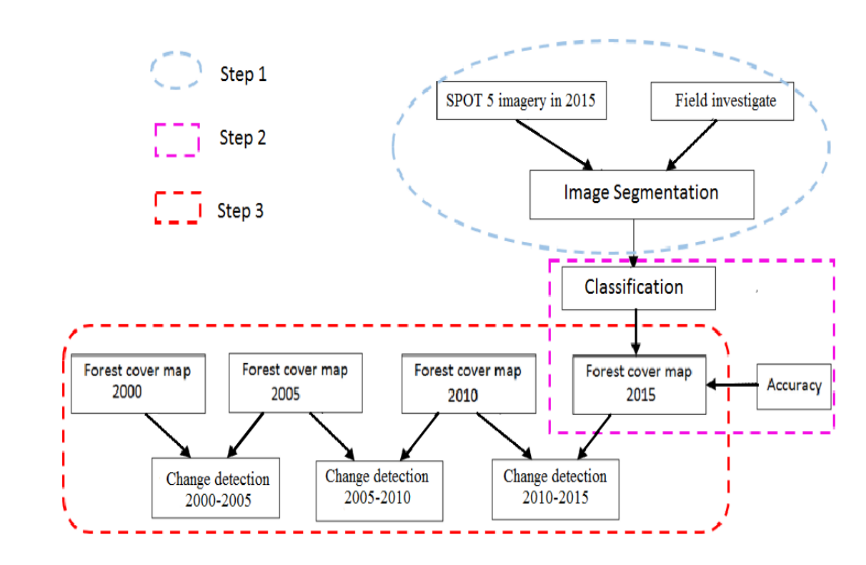 Step 1
Step 2
Step 3
SPOT 5 imagery in 2015
Field investigate
Image Segmentation
Classification
Forest cover map
2000
Forest cover map
2005
Forest cover map
2010
Forest cover map
2015
Accuracy
Change detection
2000-2005
Change detection
2005-2010
Change detection
2010-2015